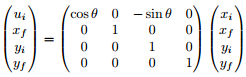 u_i cos θ 0 − sin θ 0 x_i
x_f = 0 1 0 0 x_f
y_i 0 0 1 0 y_i
y_f 0 0 0 1 y_f